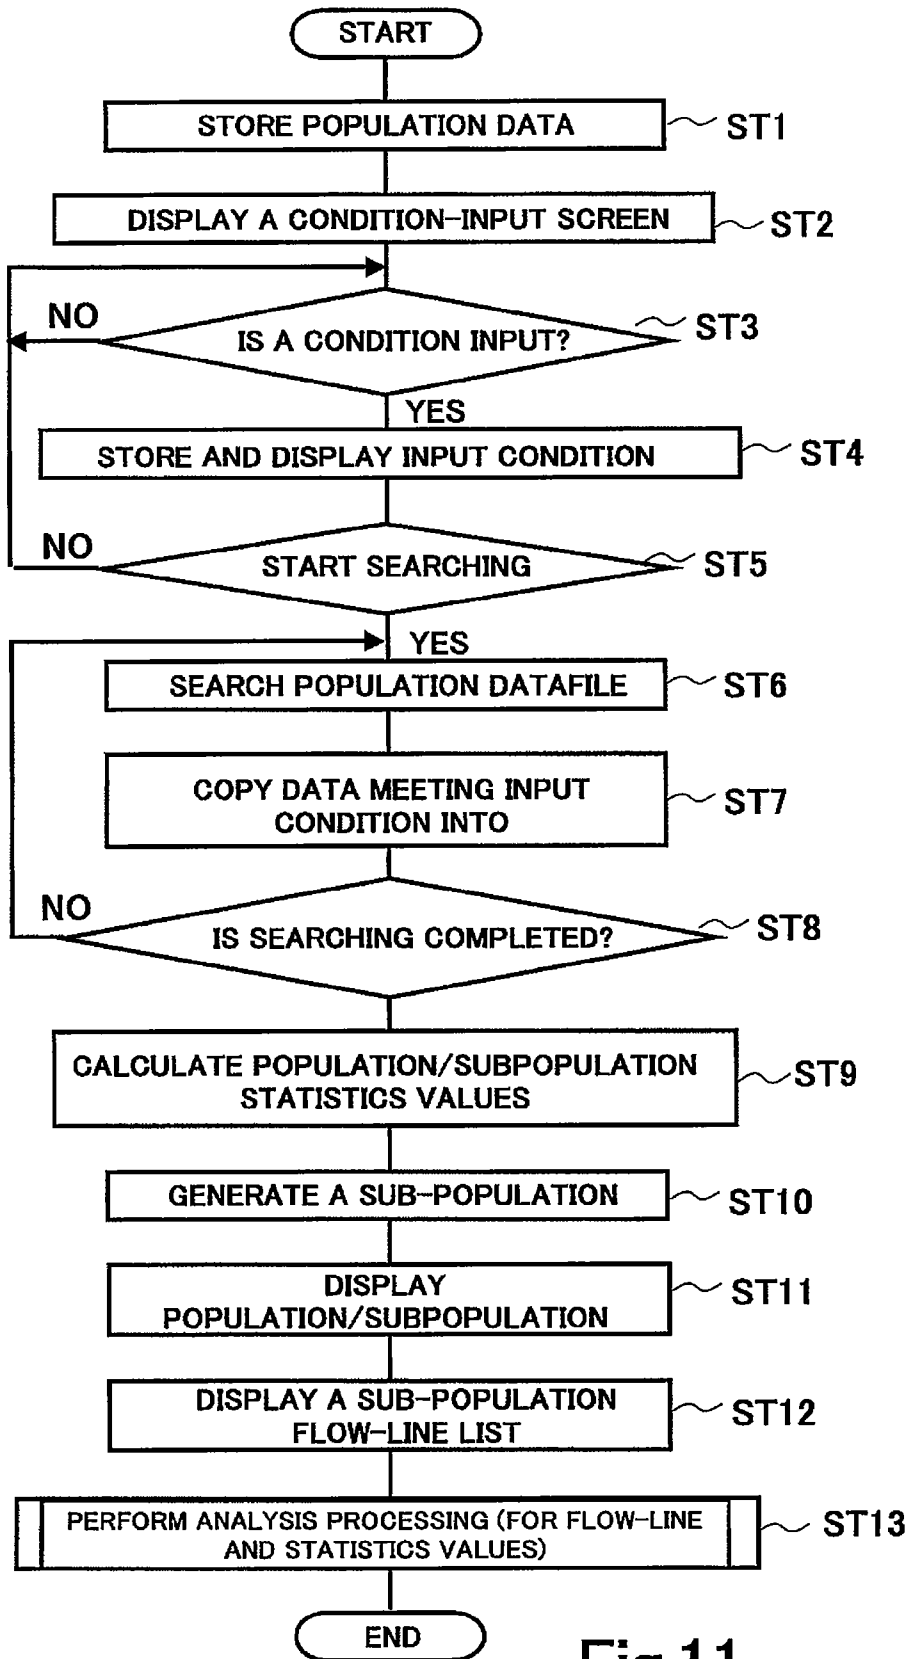 START
STORE POPULATION DATA
ST1
DISPLAY A CONDITION-INPUT SCREEN
ST2
NO
IS A CONDITION INPUT?
ST3
YES
STORE AND DISPLAY INPUT CONDITION
ST4
NO
START SEARCHING
ST5
YES
SEARCH POPULATION DATAFILE
ST6
COPY DATA MEETING INPUT
CONDITION INTO
ST7
NO
IS SEARCHING COMPLETED?
ST8
CALCULATE POPULATION/SUBPOPULATION
STATISTICS VALUES
ST9
GENERATE A SUB-POPULATION
ST10
DISPLAY
POPULATION/SUBPOPULATION
ST11
DISPLAY A SUB-POPULATION
FLOW-LINE LIST
ST12
PERFORM ANALYSIS PROCESSING (FOR FLOW-LINE
AND STATISTICS VALUES)
ST13
END
Fig.11